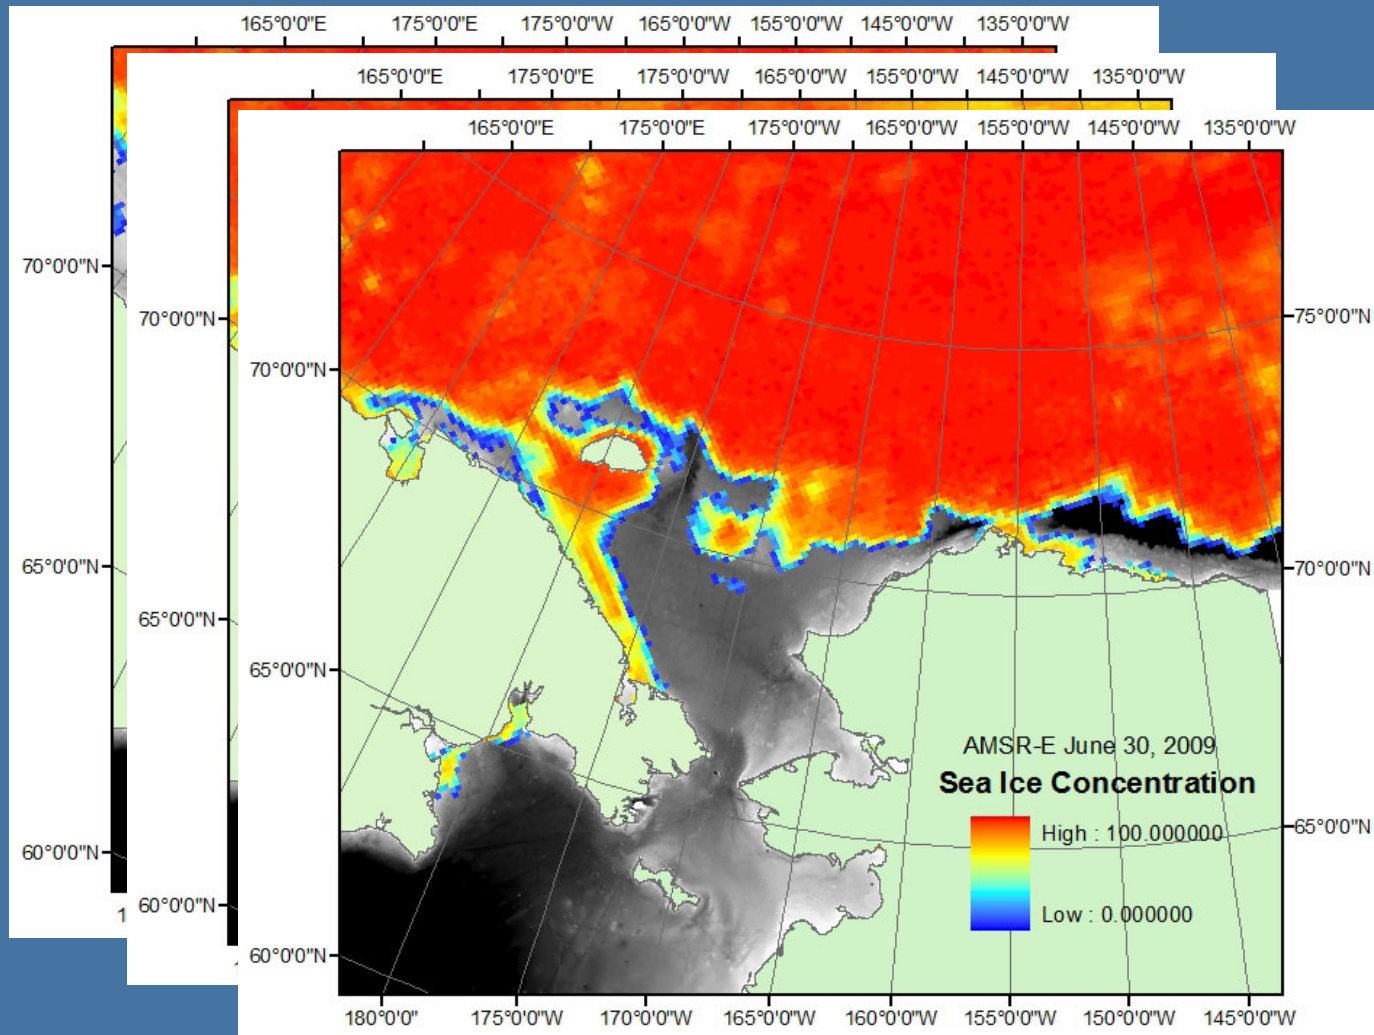 165°0'0"E 175°0'0"E 175°0'0"W 165°0'0"W 155°0'0"W 145°0'0"W 135°0'0"W
165°0'0"E 175°0'0"E 175°0'0"W 165°0'0"W 155°0'0"W 145°0'0"W 135°0'0"W
165°0'0"E 175°0'0"E 175°0'0"W 165°0'0"W 155°0'0"W 145°0'0"W 135°0'0"W
70°0'0"N
70°0'0"N
75°0'0"N
70°0'0"N
65°0'0"N
70°0'0"N
65°0'0"N
65°0'0"N
AMSR-E June 30, 2009
Sea Ice Concentration
High : 100.000000
65°0'0"N
60°0'0"N
60°0'0"N
Low : 0.000000
1
60°0'0"N
180°0'0" 175°0'0"W 170°0'0"W 165°0'0"W 160°0'0"W 155°0'0"W 150°0'0"W 145°0'0"W